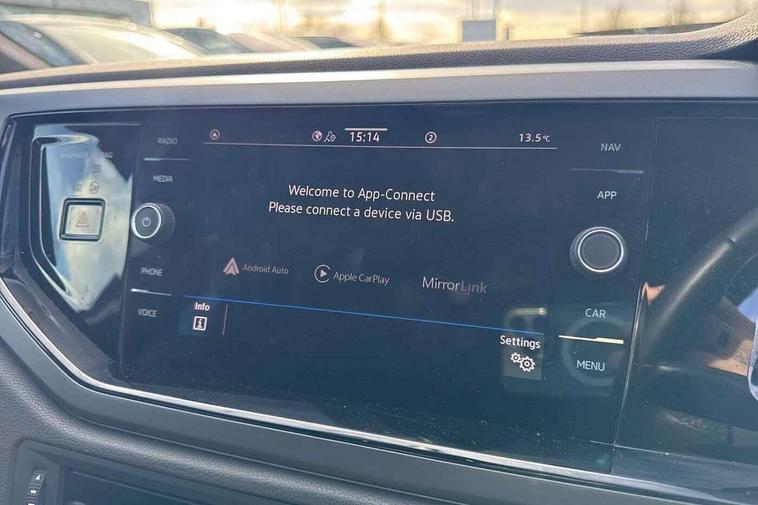 RADIO
15:14
2
13.5°C
NAV
MEDIA
Welcome to App-Connect
Please connect a device via USB.
APP
PHONE
Android Auto
Apple CarPlay
MirrorLink
VOICE
Info
CAR
Settings
MENU